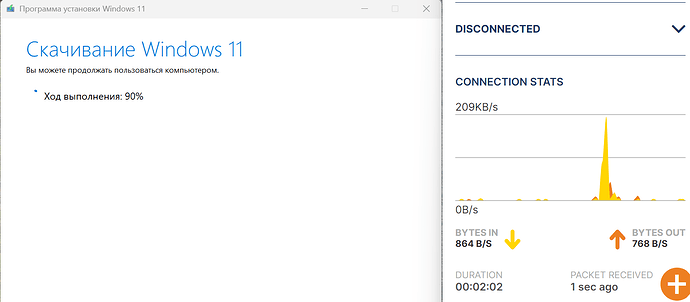 Программа установки Windows 11
Скачивание Windows 11
Вы можете продолжать пользоваться компьютером.
Ход выполнения: 90%
DISCONNECTED
CONNECTION STATS
209KB/s
0B/s
BYTES IN
864 B/S
BYTES OUT
768 B/S
DURATION
00:02:02
PACKET RECEIVED
1 sec ago